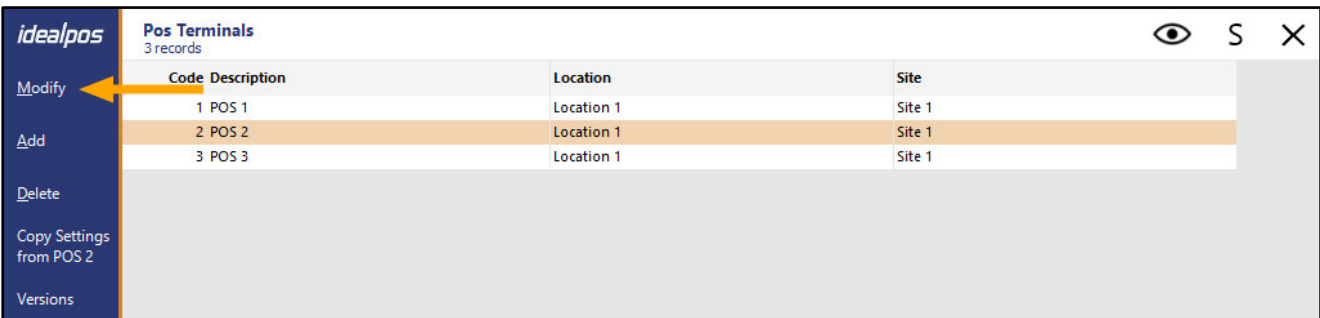 idealpos
Pos Terminals
3 records
S
Modify
Add
Delete
Copy Settings
from POS 2
Versions
Code Description Location Site
1 POS 1 Location 1 Site 1
2 POS 2 Location 1 Site 1
3 POS 3 Location 1 Site 1